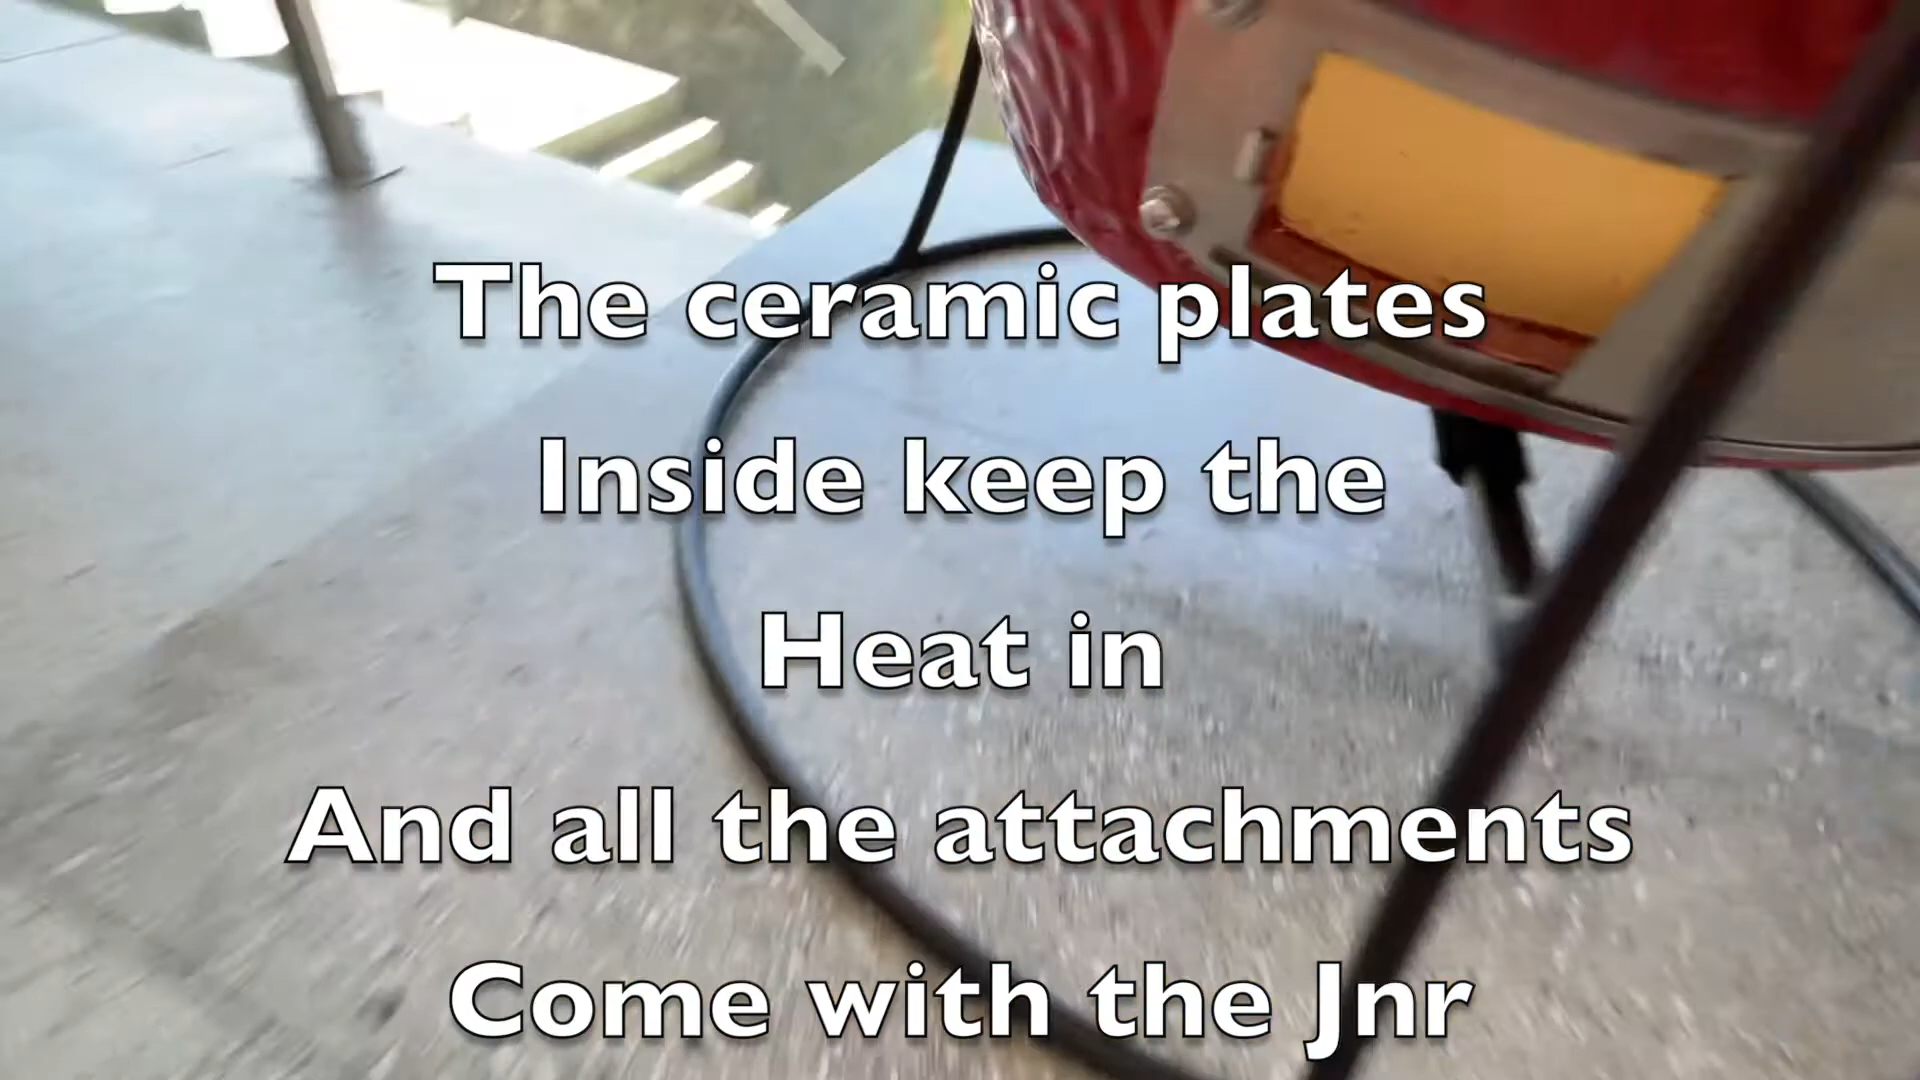 The ceramic plates
Inside keep the
Heat in
And all the attachments
Come with the Jnr